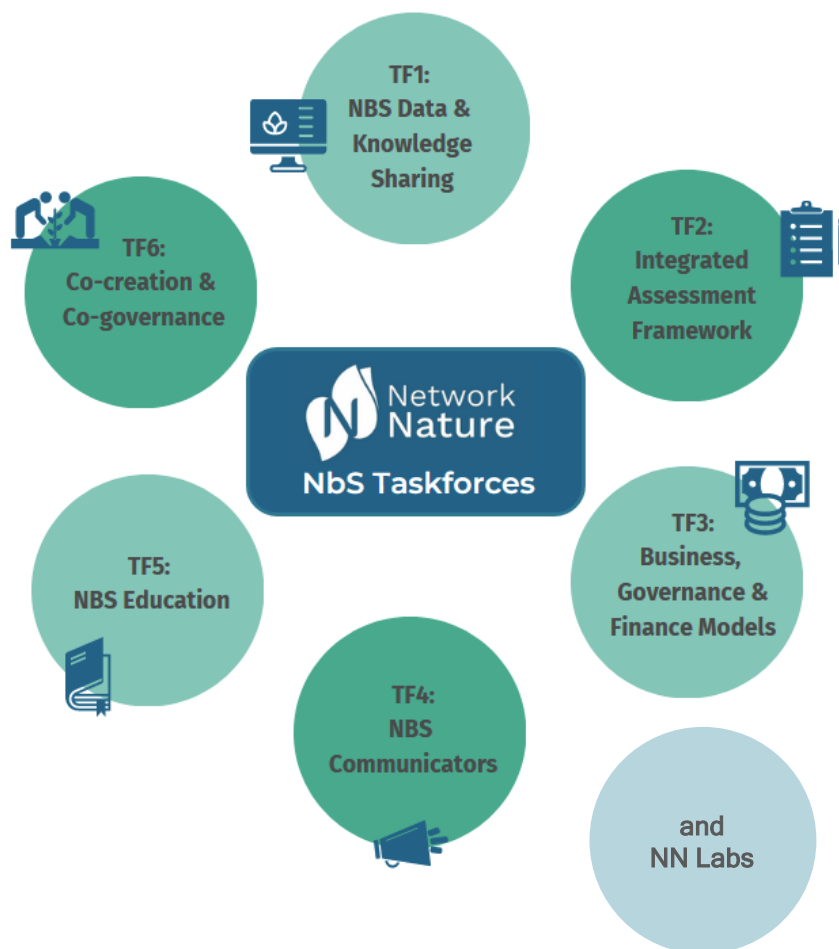 TF1:
NBS Data &
Knowledge
Sharing
TF2:
Integrated
Assessment
Framework
TF6:
Co-creation &
Co-governance
Network
Nature
NbS Taskforces
TF3:
Business,
Governance &
Finance Models
TF5:
NBS Education
TF4:
NBS
Communicators
and
NN Labs